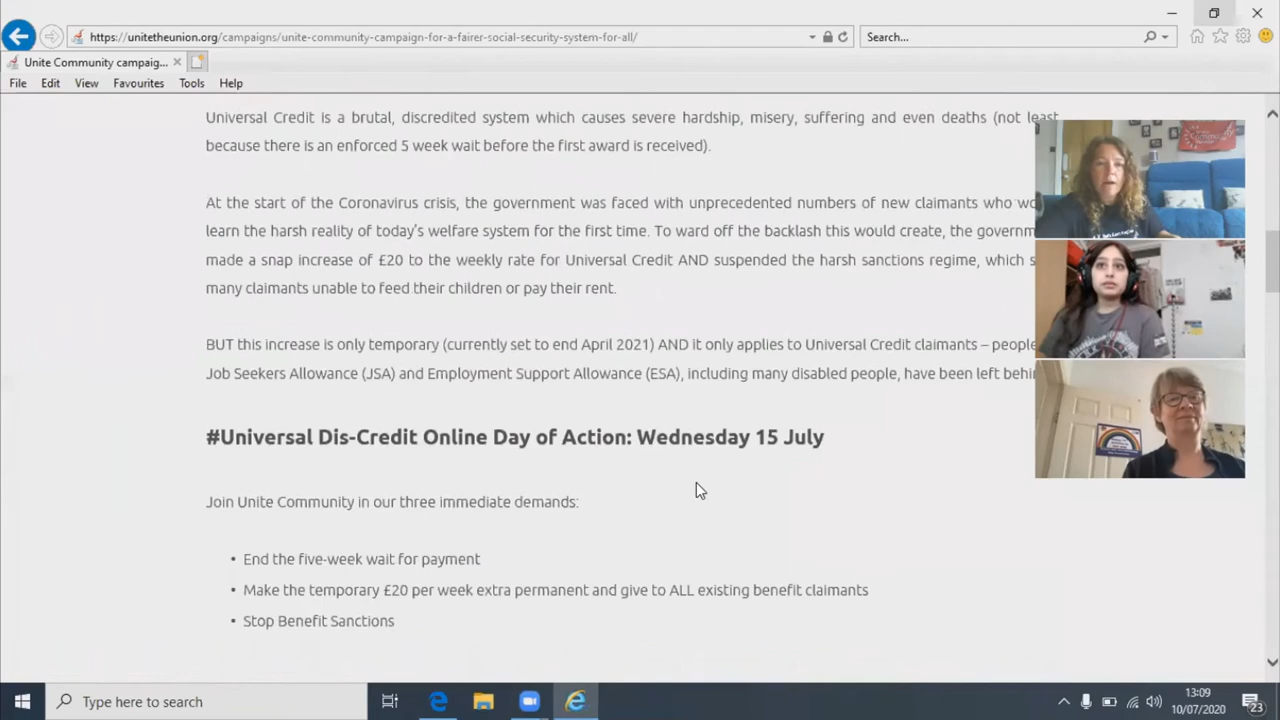 https://unitetheunion.org/campaigns/unite-community-campaign-for-a-fairer-social-security-system-for-all/
Search...
Unite Community campaig...
File Edit View Favourites Tools Help
Universal Credit is a brutal, discredited system which causes severe hardship, misery, suffering and even deaths (not least
because there is an enforced 5 week wait before the first award is received).
At the start of the Coronavirus crisis, the government was faced with unprecedented numbers of new claimants who
learn the harsh reality of today's welfare system for the first time. To ward off the backlash this would create, the
made a snap increase of £20 to the weekly rate for Universal Credit AND suspended the harsh sanctions regime, which
many claimants unable to feed their children or pay their rent.
BUT this increase is only temporary (currently set to end April 2021) AND it only applies to Universal Credit claimants – people
Job Seekers Allowance (JSA) and Employment Support Allowance (ESA), including many disabled people, have been left
#Universal Dis-Credit Online Day of Action: Wednesday 15 July
Join Unite Community in our three immediate demands:
• End the five-week wait for payment
• Make the temporary £20 per week extra permanent and give to ALL existing benefit claimants
• Stop Benefit Sanctions
Type here to search
13:09
10/07/2020
23